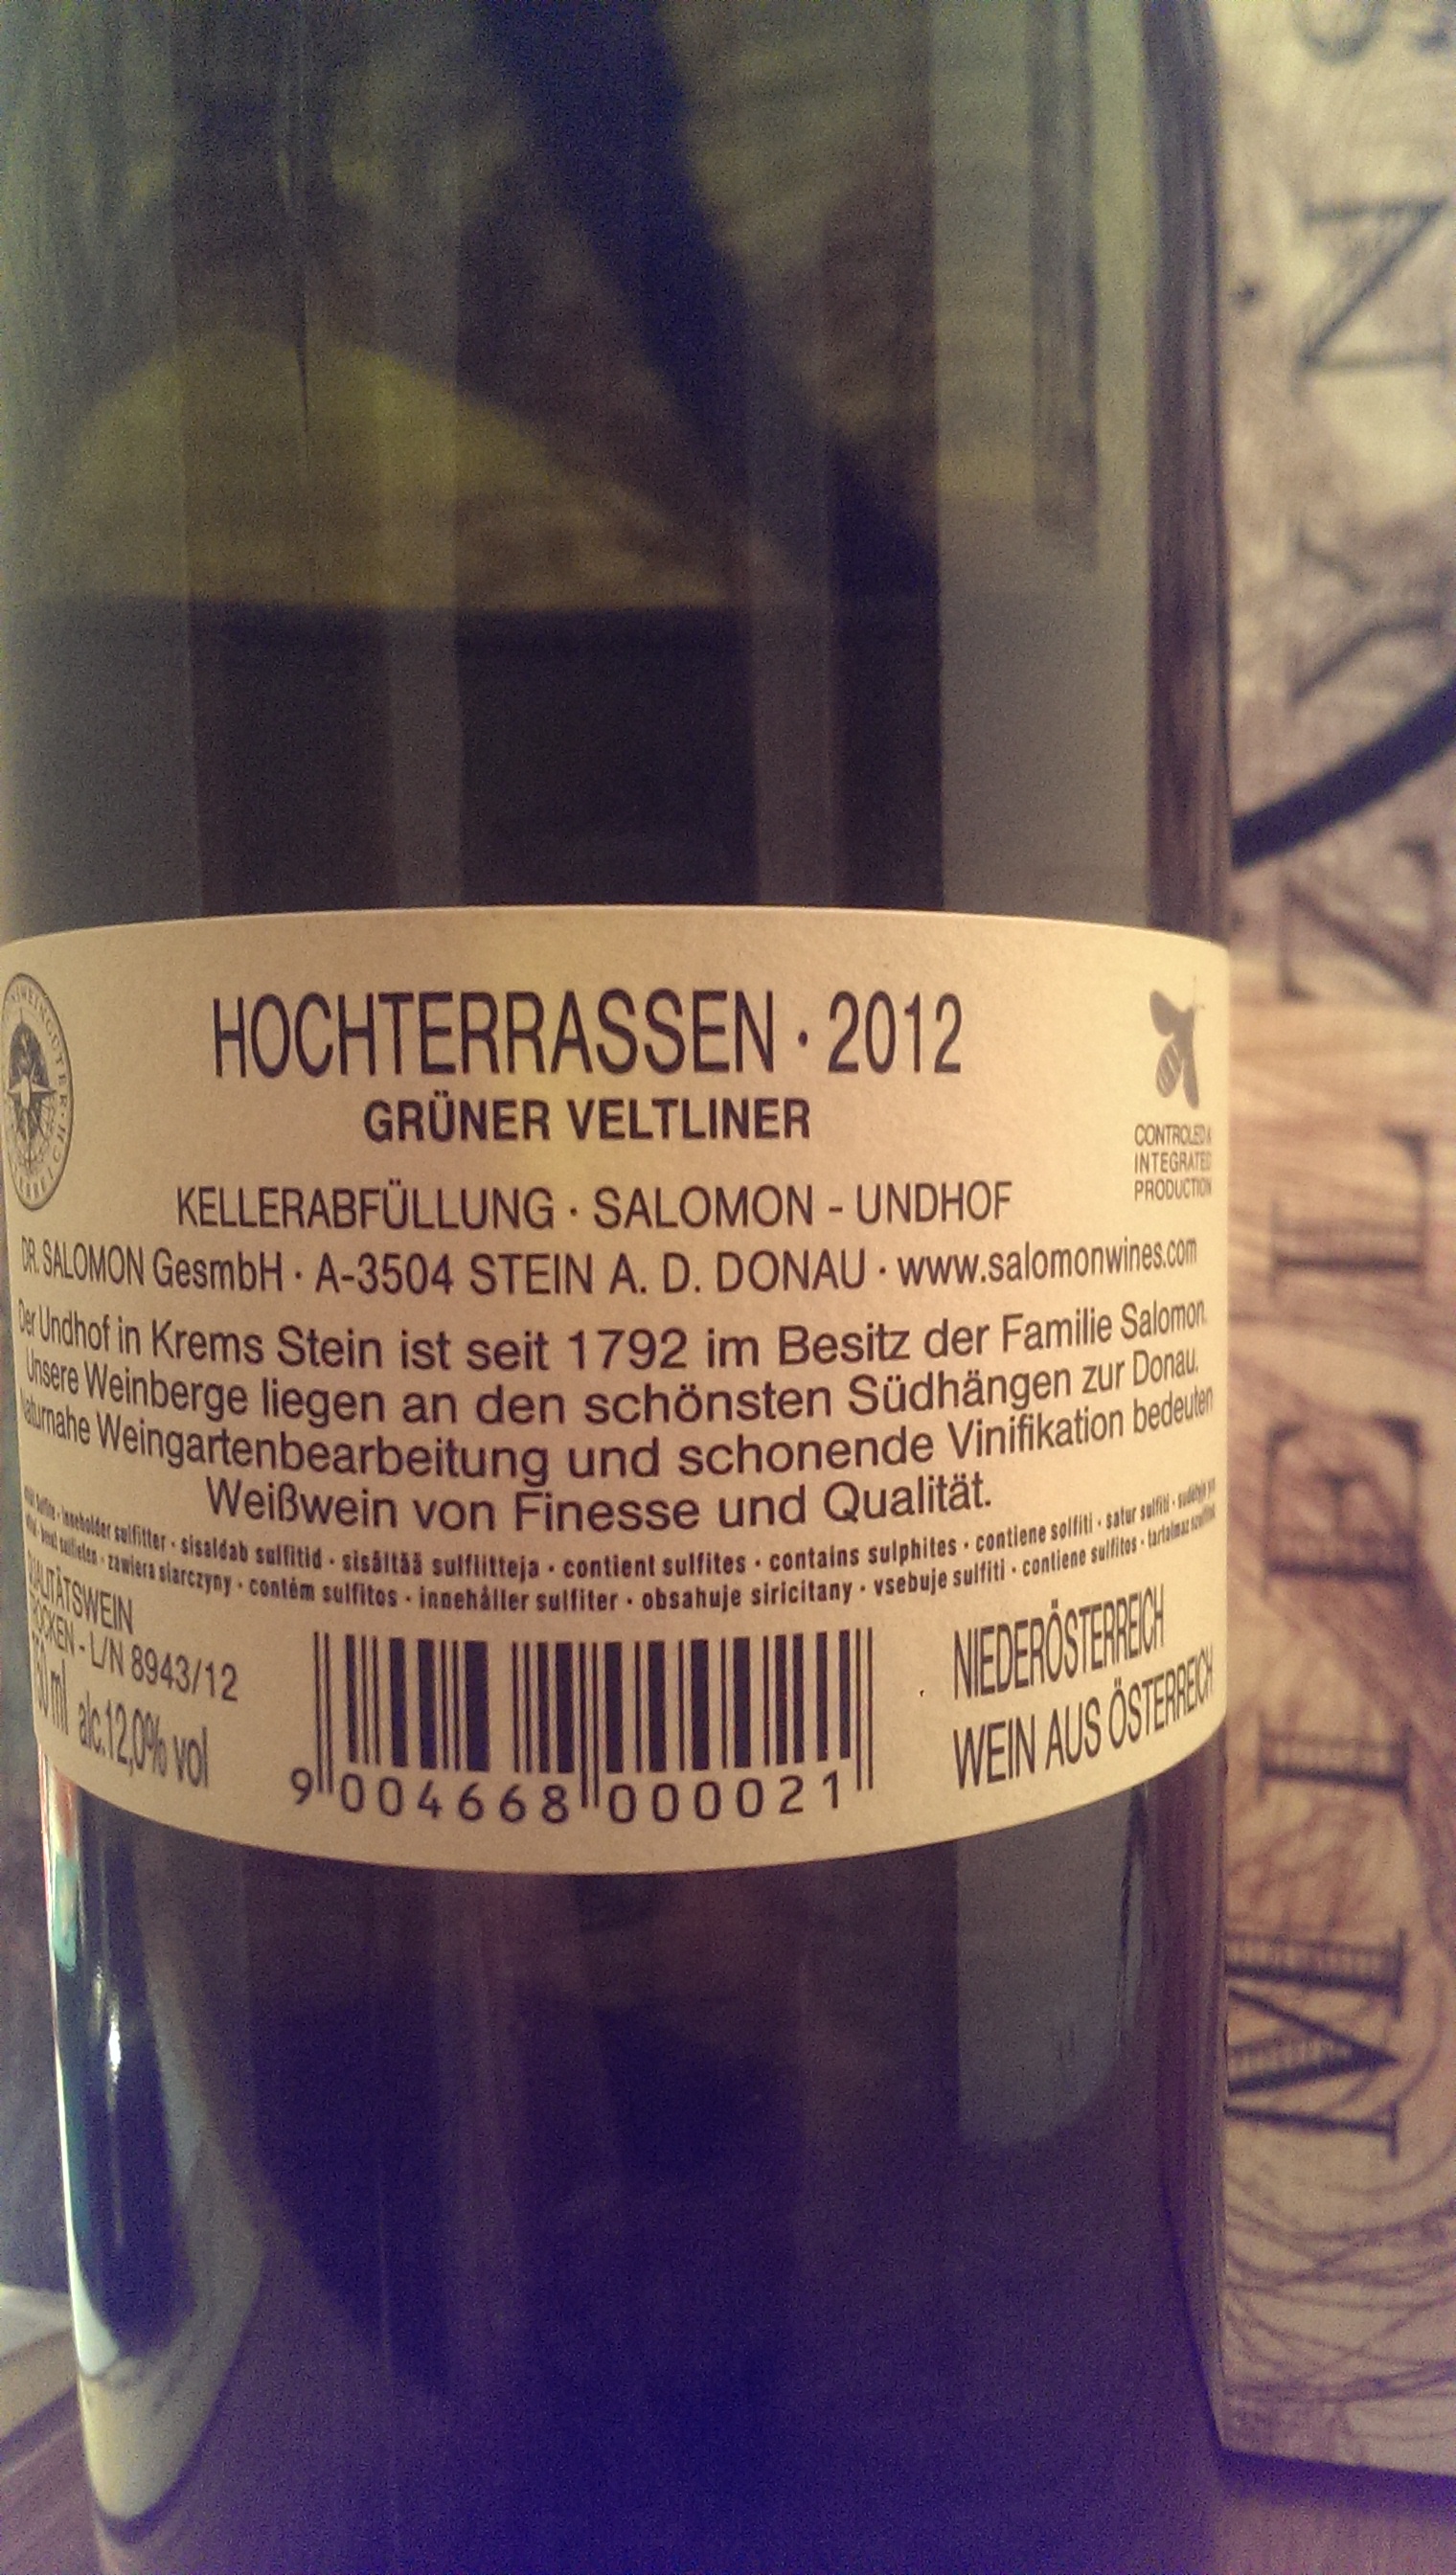 HOCHTERRASSEN · 2012
GRÜNER VELTLINER
CONTROLED
INTEGRATED
PRODUCTION
KELLERABFÜLLUNG · SALOMON - UNDHOF
DR. SALOMON GesmbH · A-3504 STEIN A. D. DONAU · www.salomonwines.com
Der Undhof in Krems Stein ist seit 1792 im Besitz der Familie Salomon.
Unsere Weinberge liegen an den schönsten Südhängen zur Donau.
Naturnahe Weingartenbearbeitung und schonende Vinifikation bedeuten
Weißwein von Finesse und Qualität.
sulfitter · sisaldab sulfitid · sisältää sulfiitteja · contient sulfites · contains sulphites · contiene solfiti · satur sulfiti
zawiera siarczyny · contém sulfitos · innehåller sulfiter · obsahuje siricitany · vsebuje sulfiti · contiene sulfitos
QUALITÄTSWEIN
TROCKEN - L/N 8943/12
750 ml alc.12,0% vol
9 004668 000021
NIEDERÖSTERREICH
WEIN AUS ÖSTERREICH